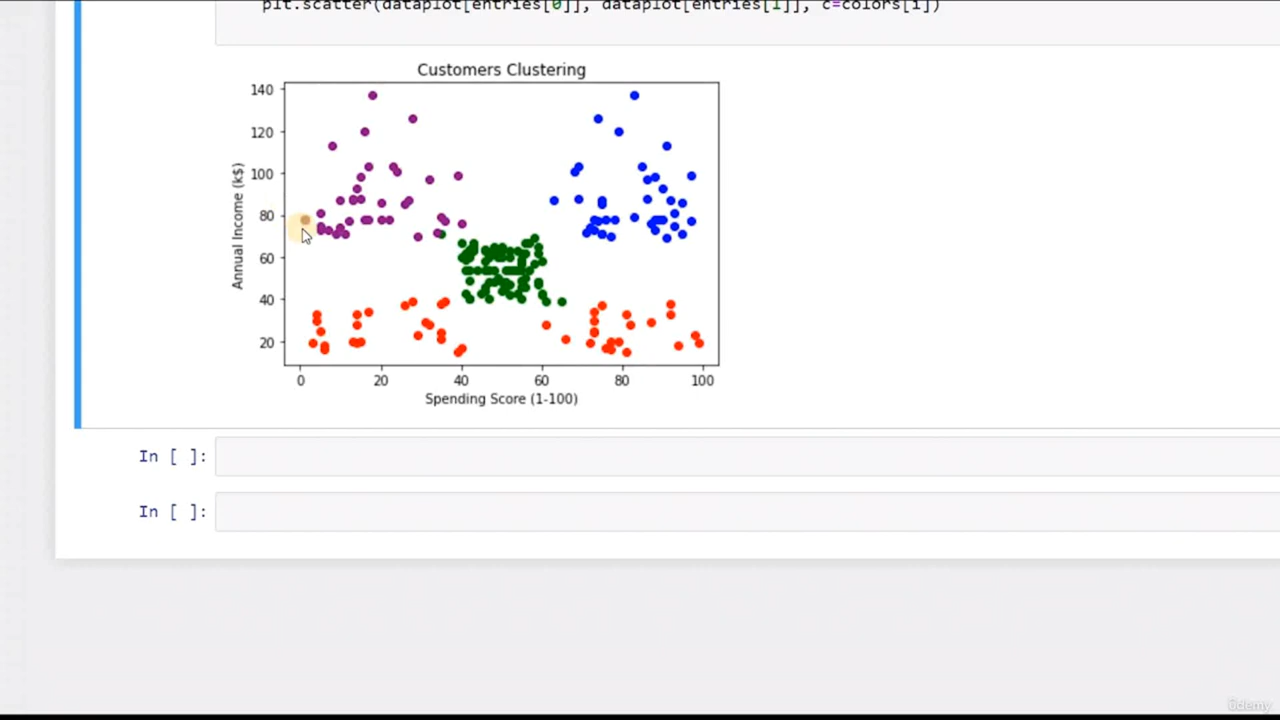 plt.scatter(dataplot[entries[0]], dataplot[entries[1]], c=colors[i])
Customers Clustering
140
120
100
80
60
40
20
Annual Income (k$)
0 20 40 60 80 100
Spending Score (1-100)
In [ ]:
In [ ]:
Udemy